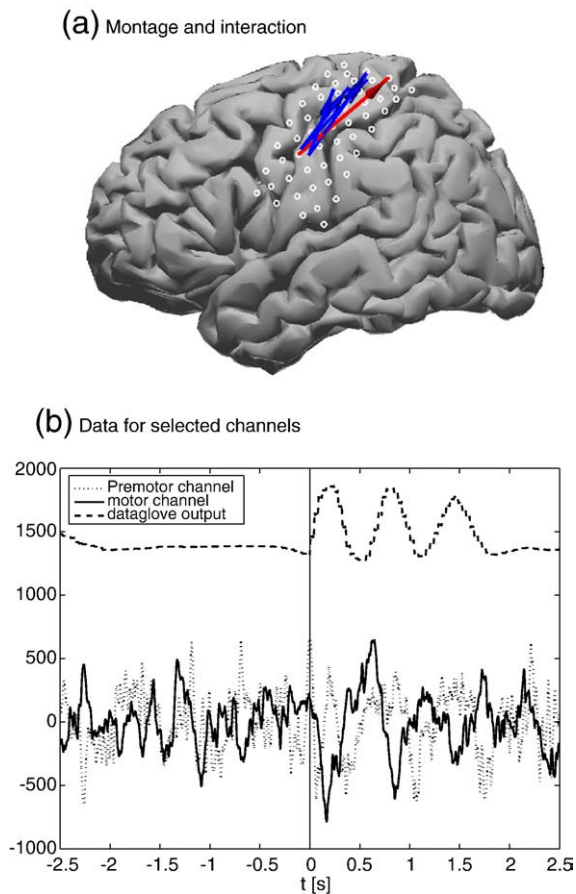 (a) Montage and interaction
(b) Data for selected channels
2000
1500
1000
500
0
-500
-1000
Premotor channel
motor channel
dataglove output
-2.5 -2 -1.5 -1 -0.5 0 0.5 1 1.5 2 2.5
t [s]